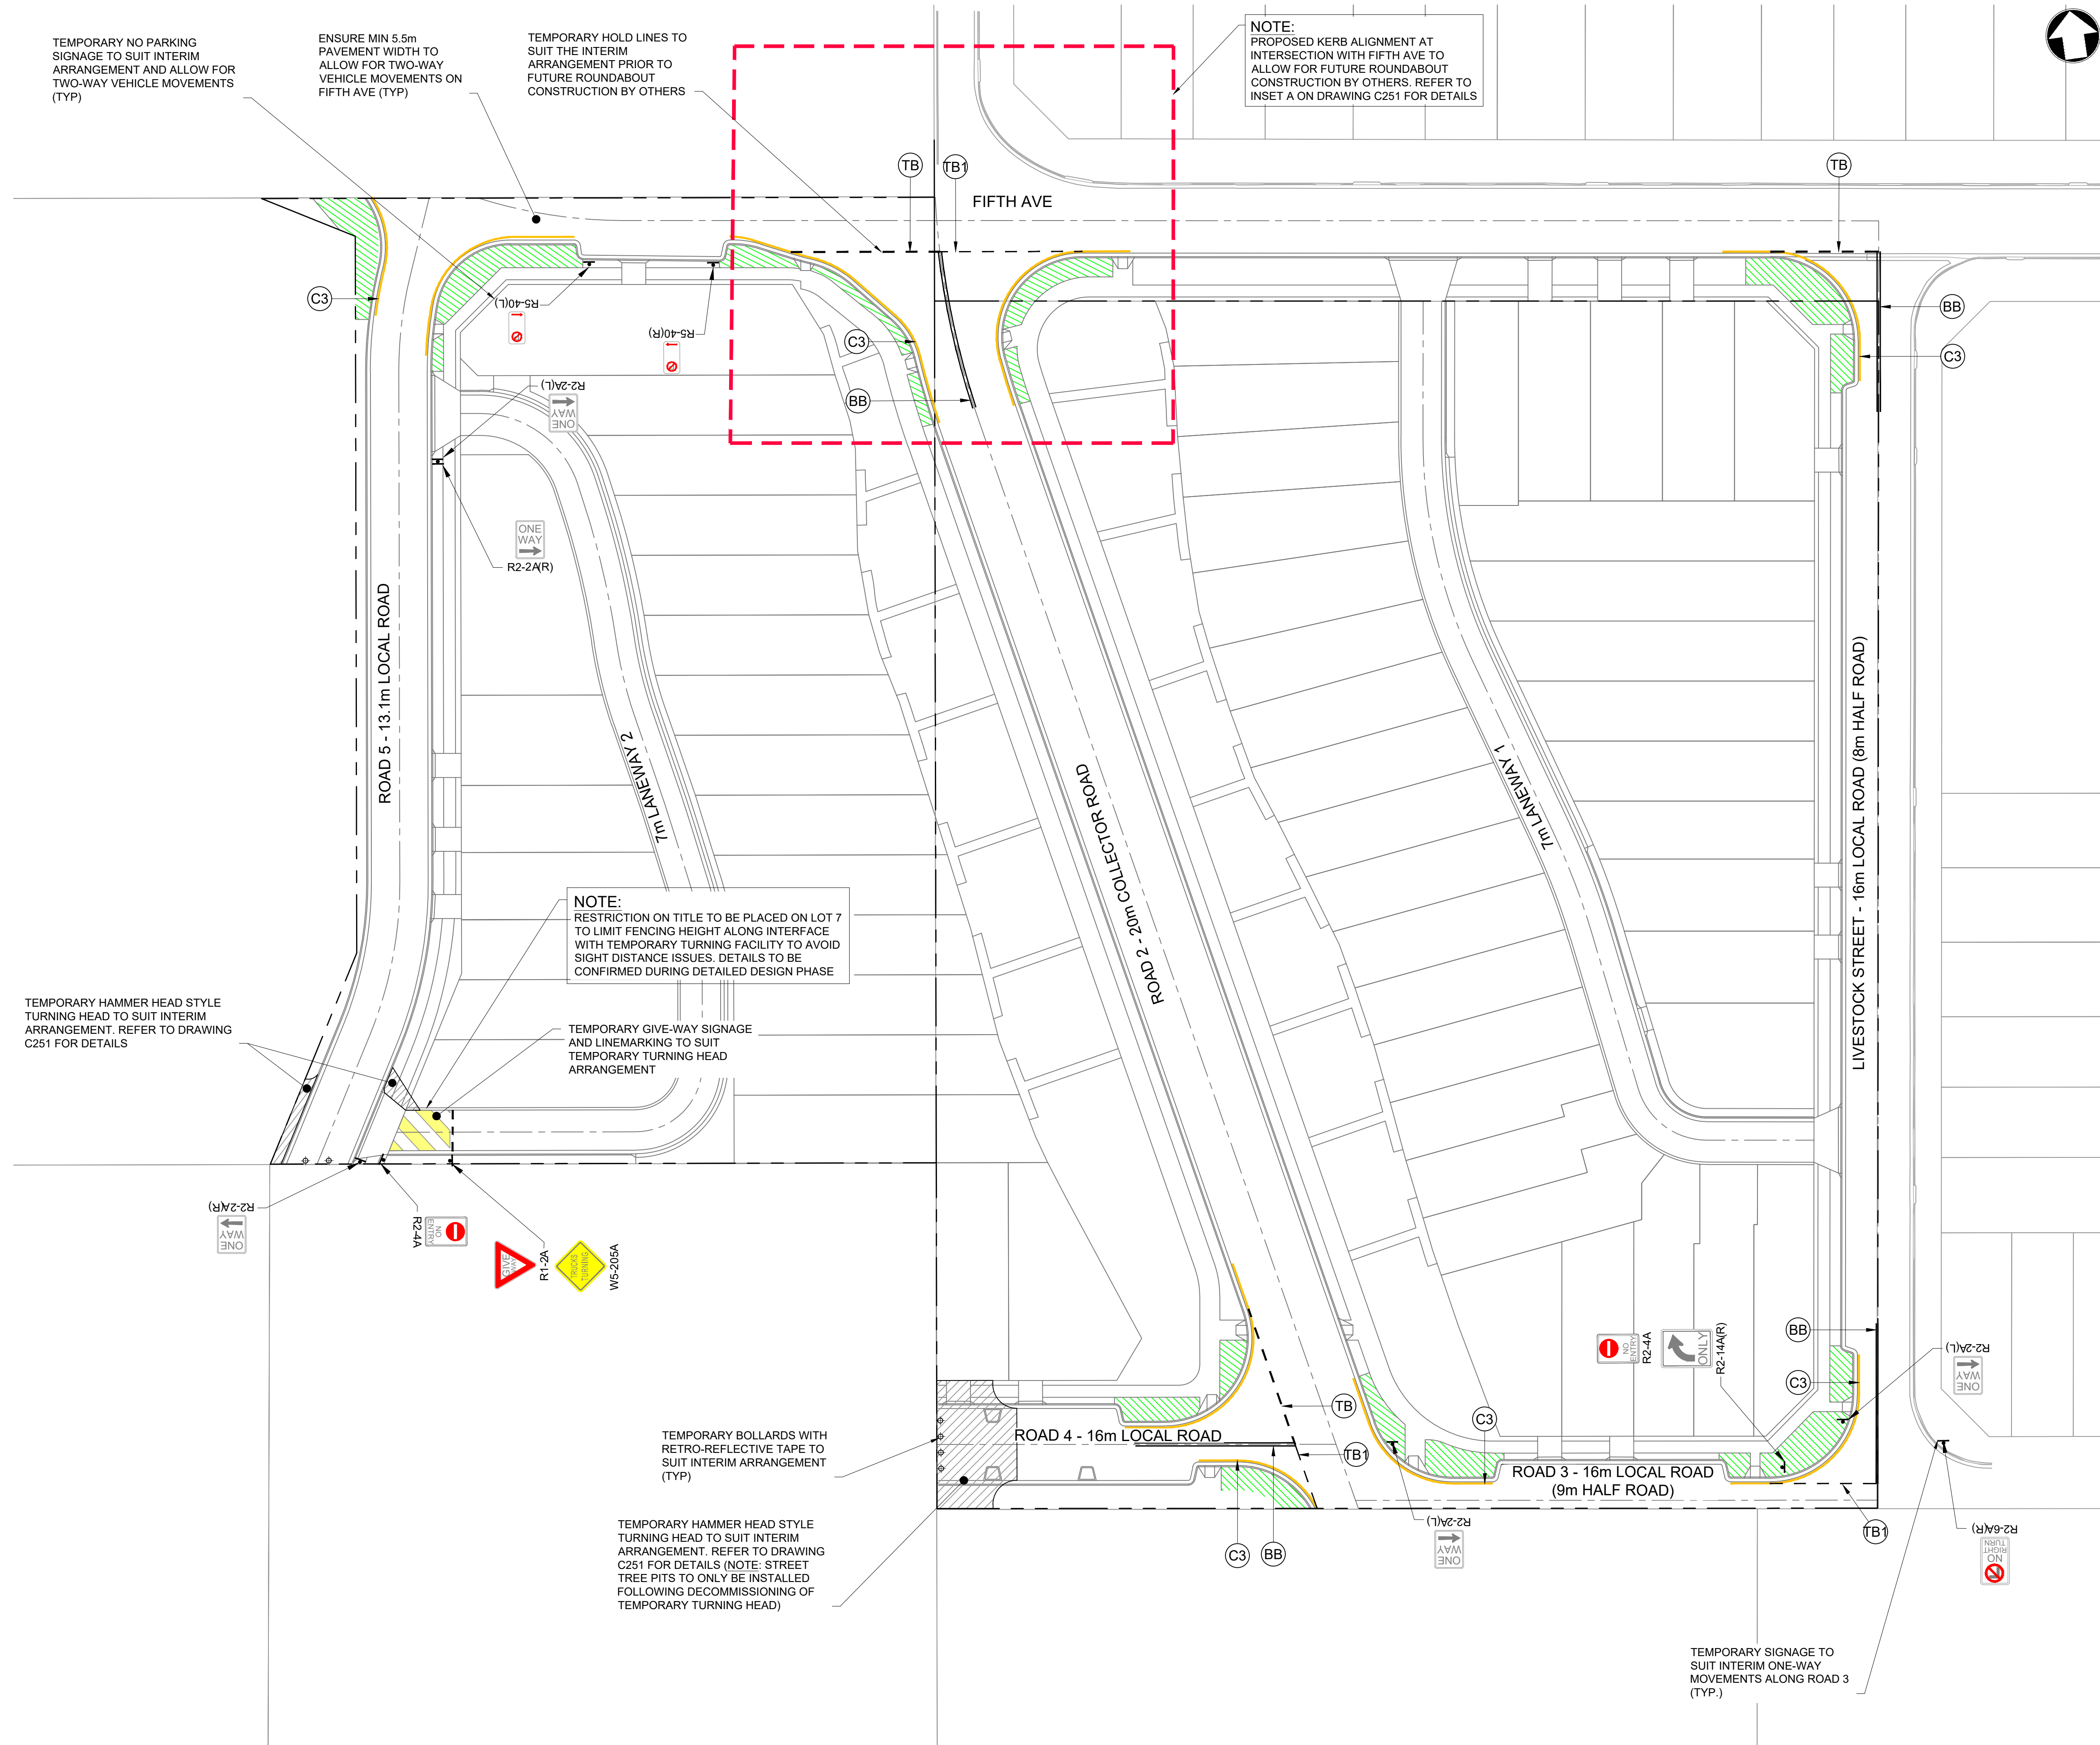 TEMPORARY NO PARKING
SIGNAGE TO SUIT INTERIM
ARRANGEMENT AND ALLOW FOR
TWO-WAY VEHICLE MOVEMENTS
(TYP)
ENSURE MIN 5.5m
PAVEMENT WIDTH TO
ALLOW FOR TWO-WAY
VEHICLE MOVEMENTS ON
FIFTH AVE (TYP)
TEMPORARY HOLD LINES TO
SUIT THE INTERIM
ARRANGEMENT PRIOR TO
FUTURE ROUNDABOUT
CONSTRUCTION BY OTHERS
NOTE:
PROPOSED KERB ALIGNMENT AT
INTERSECTION WITH FIFTH AVE TO
ALLOW FOR FUTURE ROUNDABOUT
CONSTRUCTION BY OTHERS. REFER TO
INSET A ON DRAWING C251 FOR DETAILS
TB
TB1
TB
FIFTH AVE
C3
R5-40(L)
R5-40(R)
C3
BB
BB
C3
R2-2A(L)
ONE
WAY
ONE
WAY
R2-2A(R)
ROAD 5 - 13.1m LOCAL ROAD
7m LANEWAY 2
ROAD 2 - 20m COLLECTOR ROAD
7m LANEWAY 1
LIVESTOCK STREET - 16m LOCAL ROAD (8m HALF ROAD)
NOTE:
RESTRICTION ON TITLE TO BE PLACED ON LOT 7
TO LIMIT FENCING HEIGHT ALONG INTERFACE
WITH TEMPORARY TURNING FACILITY TO AVOID
SIGHT DISTANCE ISSUES. DETAILS TO BE
CONFIRMED DURING DETAILED DESIGN PHASE
TEMPORARY HAMMER HEAD STYLE
TURNING HEAD TO SUIT INTERIM
ARRANGEMENT. REFER TO DRAWING
C251 FOR DETAILS
TEMPORARY GIVE-WAY SIGNAGE
AND LINEMARKING TO SUIT
TEMPORARY TURNING HEAD
ARRANGEMENT
R2-2A(R)
ONE
WAY
R2-4A
NO
ENTRY
GIVE
WAY
R1-2A
TRUCKS
TURNING
W5-205A
NO
ENTRY
R2-4A
ONLY
R2-14A(R)
BB
C3
R2-2A(L)
ONE
WAY
TEMPORARY BOLLARDS WITH
RETRO-REFLECTIVE TAPE TO
SUIT INTERIM ARRANGEMENT
(TYP)
ROAD 4 - 16m LOCAL ROAD
TB
TB1
C3
ROAD 3 - 16m LOCAL ROAD
(9m HALF ROAD)
TEMPORARY HAMMER HEAD STYLE
TURNING HEAD TO SUIT INTERIM
ARRANGEMENT. REFER TO DRAWING
C251 FOR DETAILS (NOTE: STREET
TREE PITS TO ONLY BE INSTALLED
FOLLOWING DECOMMISSIONING OF
TEMPORARY TURNING HEAD)
C3
BB
R2-2A(L)
ONE
WAY
TB1
R2-6A(R)
NO
RIGHT
TURN
TEMPORARY SIGNAGE TO
SUIT INTERIM ONE-WAY
MOVEMENTS ALONG ROAD 3
(TYP.)